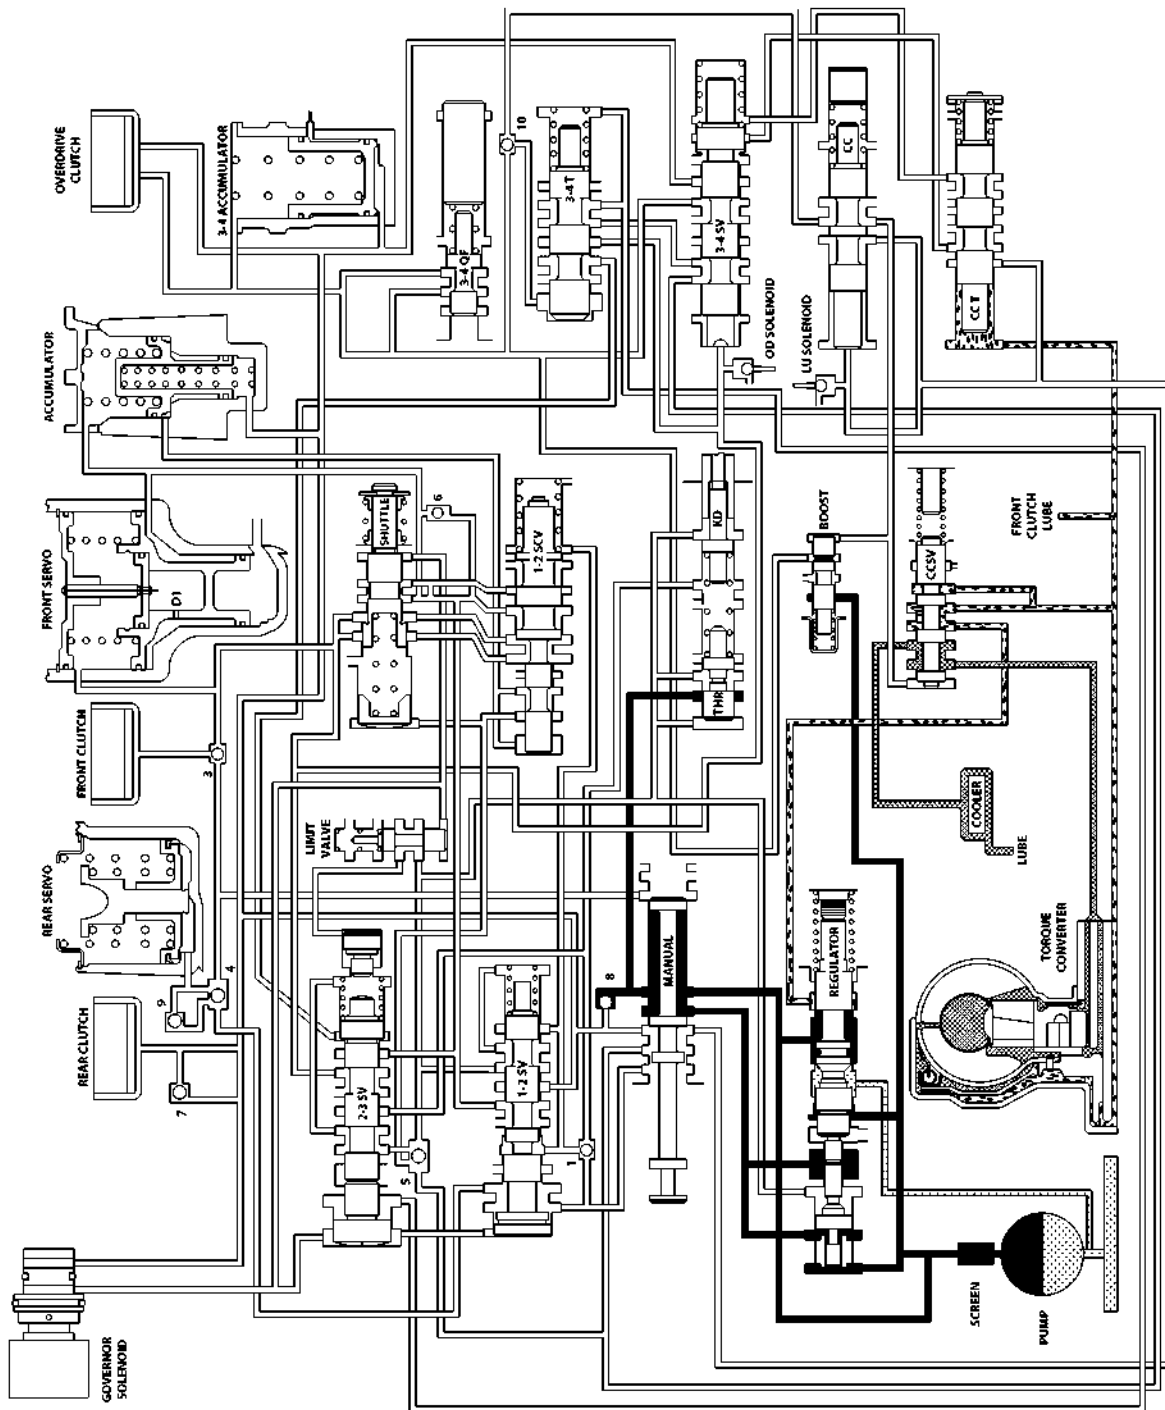 OVERDRIVE
CLUTCH
3-4 ACCUMULATOR
3-4 QF
10
3-4 T
3-4 SV
CC
CC T
OD SOLENOID
LU SOLENOID
ACCUMULATOR
FRONT SERVO
D1
SHUTTLE
6
1-2 SCV
KD
THR
BOOST
CCSV
FRONT
CLUTCH
LUBE
FRONT CLUTCH
3
LIMIT
VALVE
COOLER
LUBE
REAR SERVO
4
9
REAR CLUTCH
7
2-3 SV
5
1-2 SV
1
8
MANUAL
REGULATOR
TORQUE
CONVERTER
GOVERNOR
SOLENOID
SCREEN
PUMP